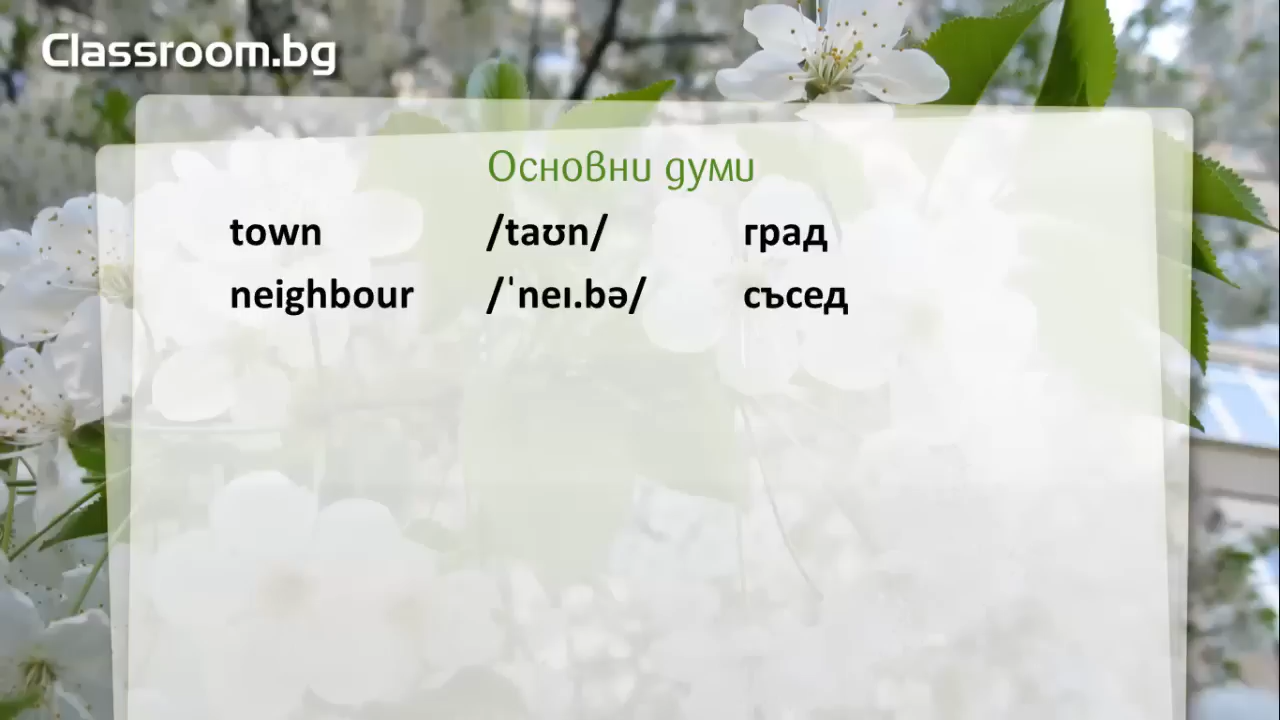 Classroom.bg
Основни думи
town /taʊn/ град
neighbour /ˈneɪ.bə/ съсед